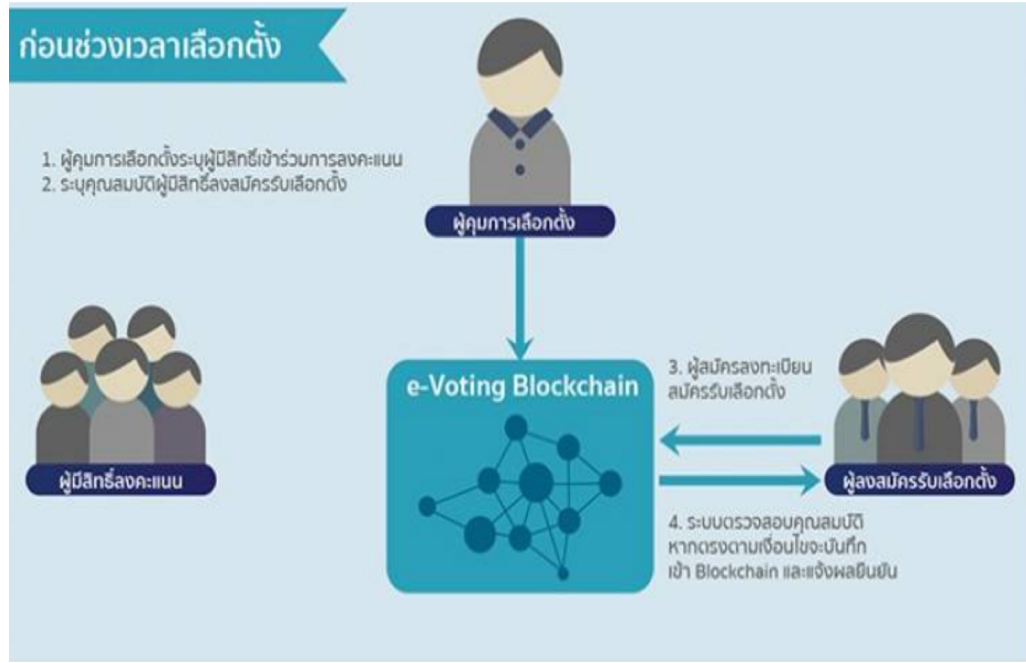 ก่อนช่วงเวลาเลือกตั้ง
1. ผู้คุมการเลือกตั้งระบุผู้มีสิทธิ์เข้าร่วมการลงคะแนน
2. ระบุคุณสมบัติผู้มีสิทธิ์ลงสมัครรับเลือกตั้ง
ผู้คุมการเลือกตั้ง
ผู้มีสิทธิ์ลงคะแนน
e-Voting Blockchain
3. ผู้สมัครลงทะเบียน
สมัครรับเลือกตั้ง
ผู้ลงสมัครรับเลือกตั้ง
4. ระบบตรวจสอบคุณสมบัติ
หากตรงตามเงื่อนไขจะบันทึก
เข้า Blockchain และแจ้งผลยืนยัน